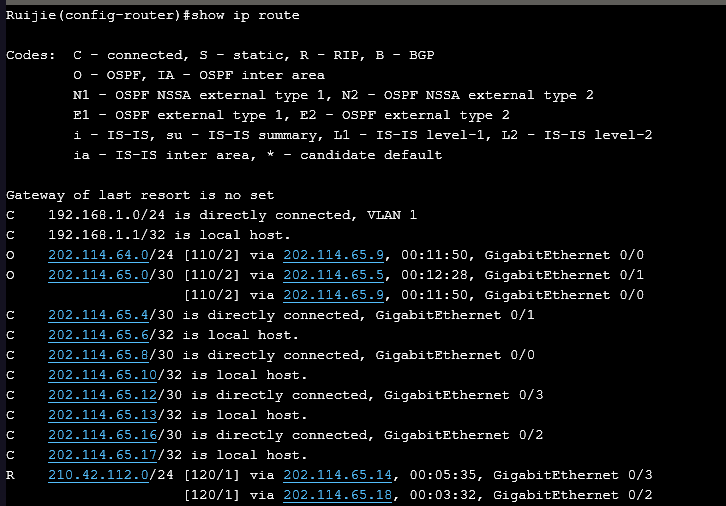 Ruijie(config-router)#show ip route

Codes:  C - connected, S - static, R - RIP, B - BGP
        O - OSPF, IA - OSPF inter area
        N1 - OSPF NSSA external type 1, N2 - OSPF NSSA external type 2
        E1 - OSPF external type 1, E2 - OSPF external type 2
        i - IS-IS, su - IS-IS summary, L1 - IS-IS level-1, L2 - IS-IS level-2
        ia - IS-IS inter area, * - candidate default

Gateway of last resort is no set
C    192.168.1.0/24 is directly connected, VLAN 1
C    192.168.1.1/32 is local host.
O    202.114.64.0/24 [110/2] via 202.114.65.9, 00:11:50, GigabitEthernet 0/0
O    202.114.65.0/30 [110/2] via 202.114.65.5, 00:12:28, GigabitEthernet 0/1
                     [110/2] via 202.114.65.9, 00:11:50, GigabitEthernet 0/0
C    202.114.65.4/30 is directly connected, GigabitEthernet 0/1
C    202.114.65.6/32 is local host.
C    202.114.65.8/30 is directly connected, GigabitEthernet 0/0
C    202.114.65.10/32 is local host.
C    202.114.65.12/30 is directly connected, GigabitEthernet 0/3
C    202.114.65.13/32 is local host.
C    202.114.65.16/30 is directly connected, GigabitEthernet 0/2
C    202.114.65.17/32 is local host.
R    210.42.112.0/24 [120/1] via 202.114.65.14, 00:05:35, GigabitEthernet 0/3
                     [120/1] via 202.114.65.18, 00:03:32, GigabitEthernet 0/2